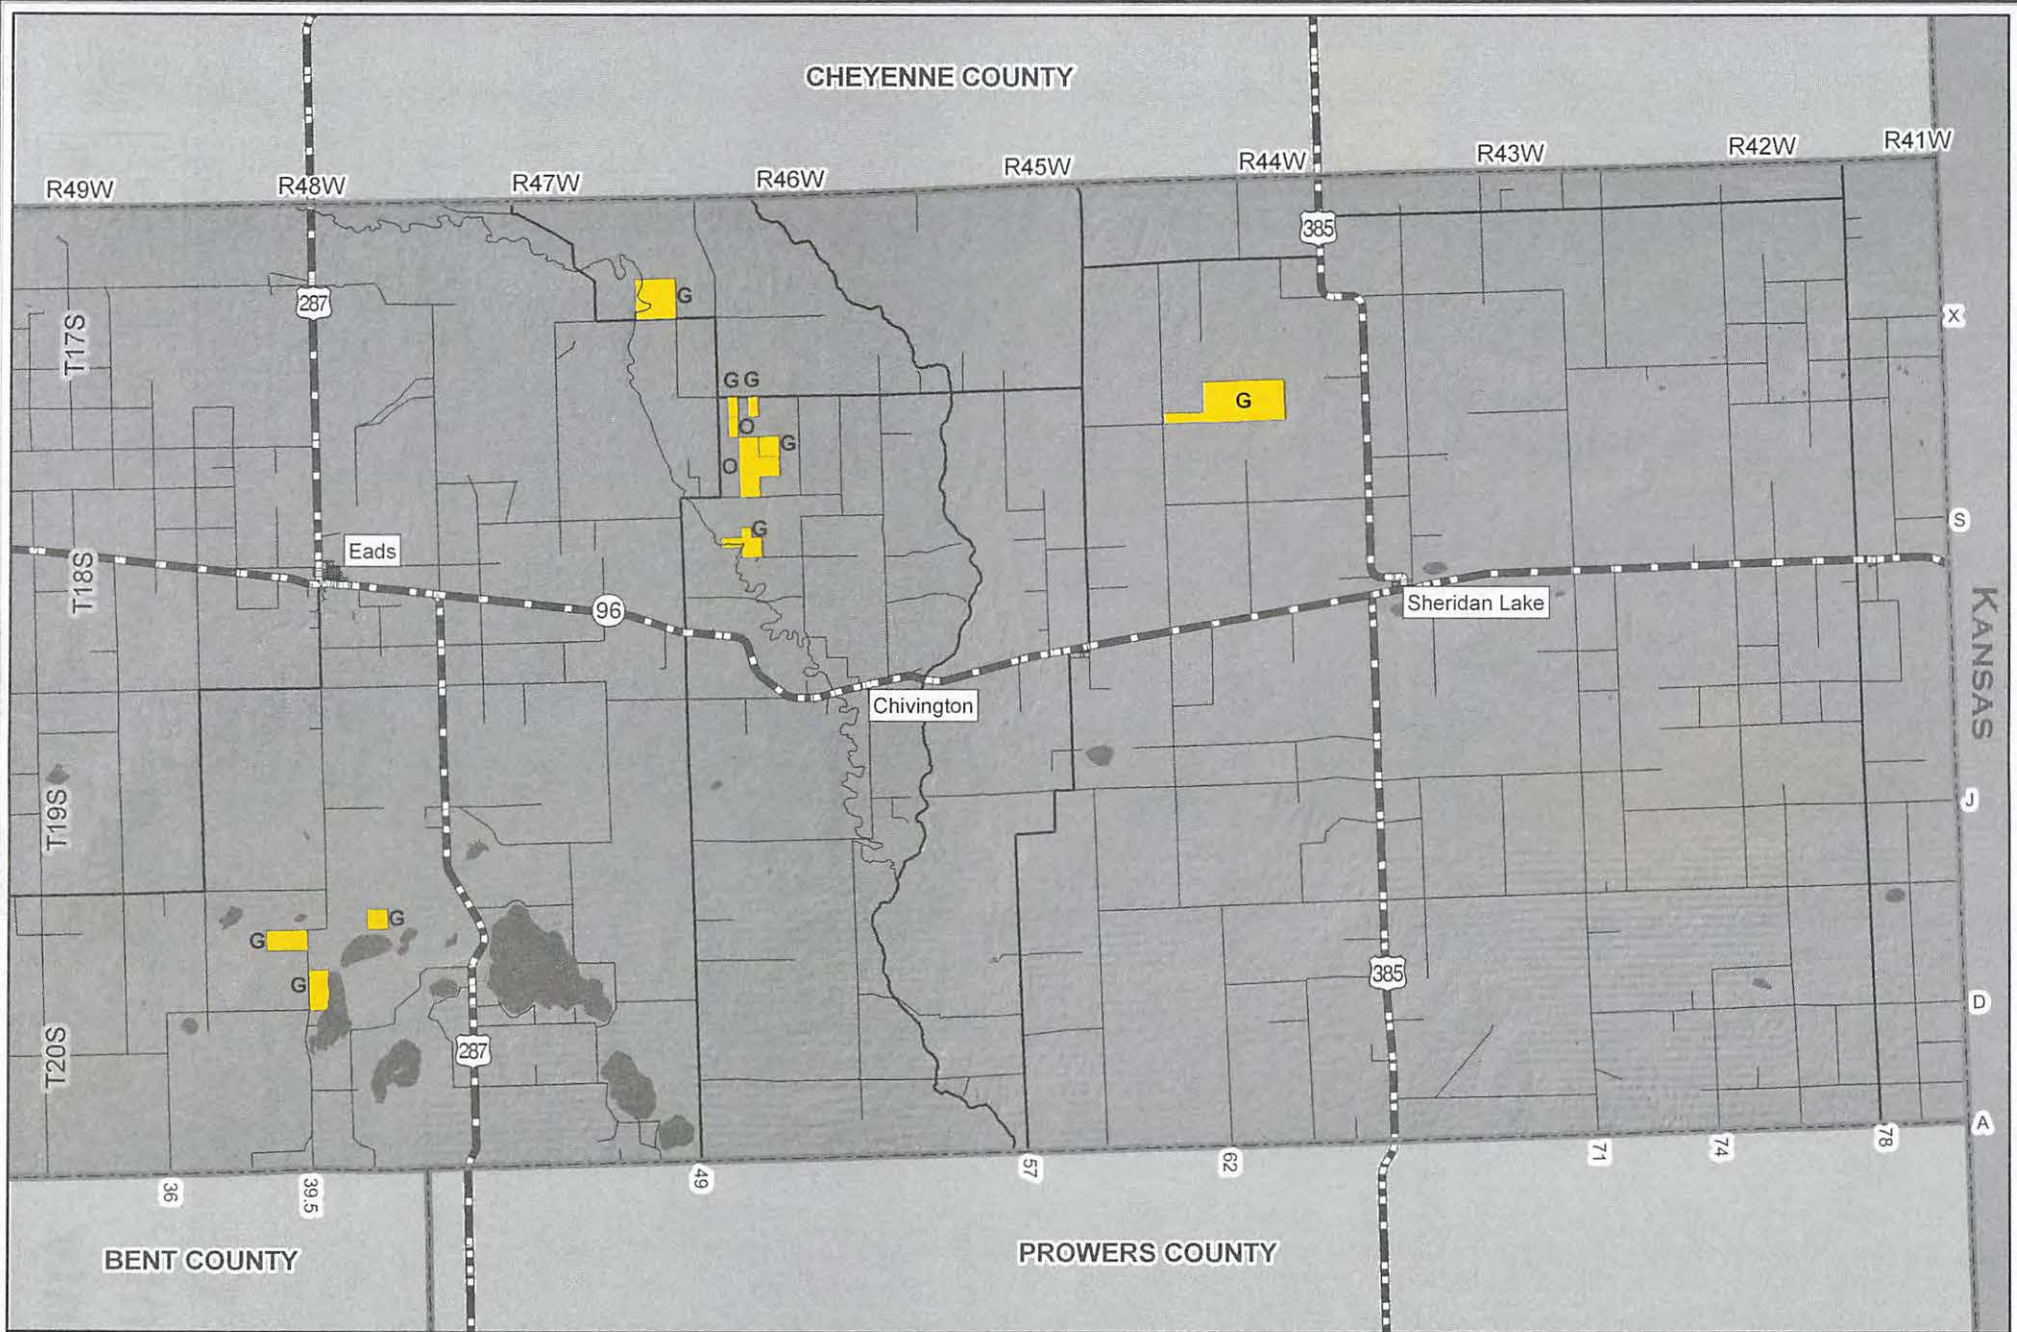 CHEYENNE COUNTY
R49W
R48W
R47W
R46W
R45W
R44W
R43W
R42W
R41W
385
287
G
X
T17S
G G
G
O
G
O
S
G
Eads
T18S
96
Sheridan Lake
KANSAS
Chivington
J
T19S
G
G
G
385
D
T20S
287
A
36
39.5
49
57
62
71
74
78
BENT COUNTY
PROWERS COUNTY